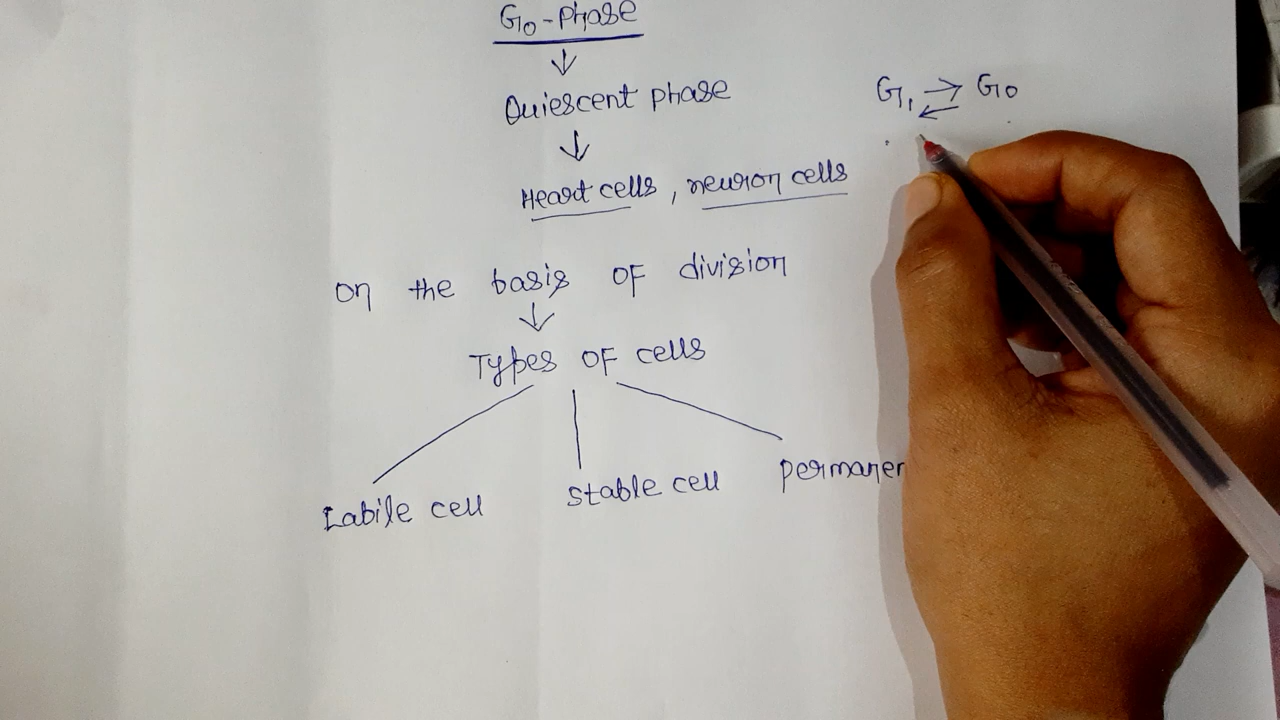 G0-Phase
Quiescent phase
G1 G0
Heart cells, neuron cells
on the basis OF division
Types OF cells
Labile cell stable cell